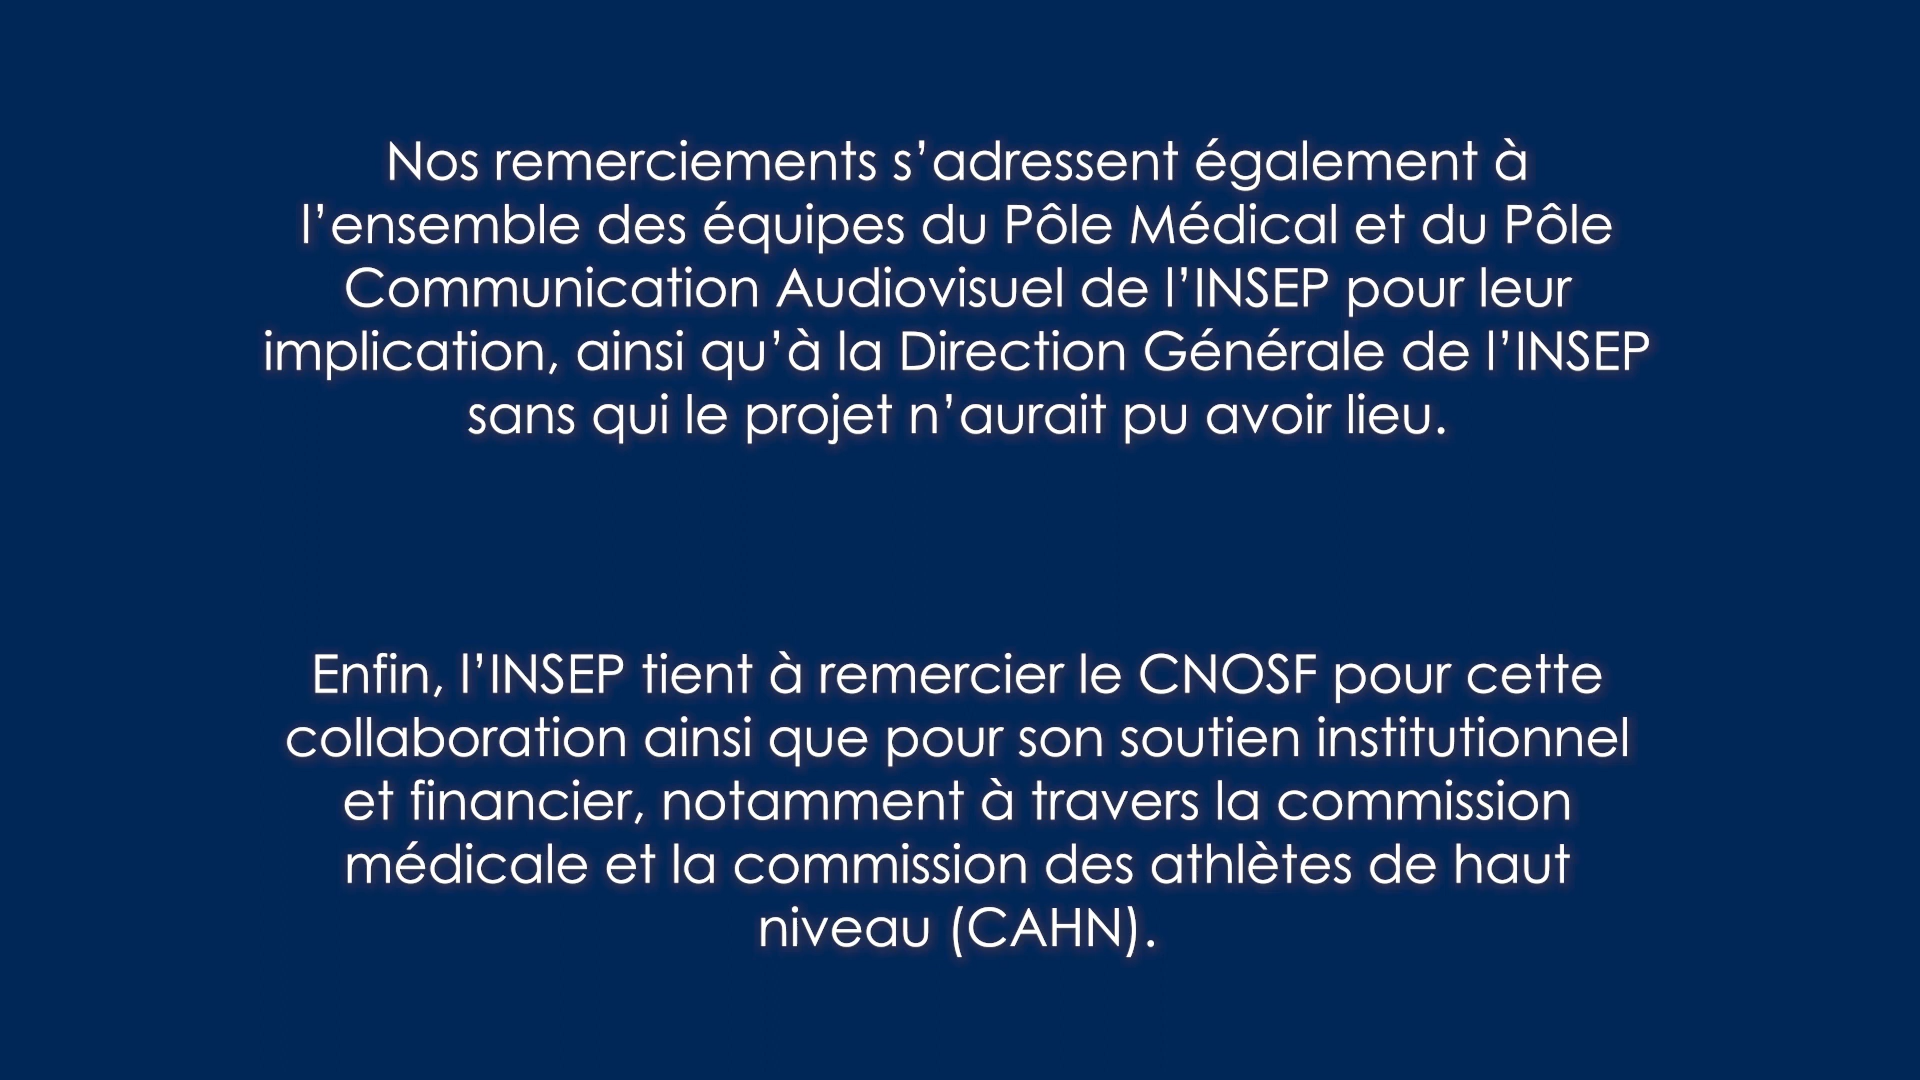 Nos remerciements s’adressent également à
l’ensemble des équipes du Pôle Médical et du Pôle
Communication Audiovisuel de l’INSEP pour leur
implication, ainsi qu’à la Direction Générale de l’INSEP
sans qui le projet n’aurait pu avoir lieu.
Enfin, l’INSEP tient à remercier le CNOSF pour cette
collaboration ainsi que pour son soutien institutionnel
et financier, notamment à travers la commission
médicale et la commission des athlètes de haut
niveau (CAHN).